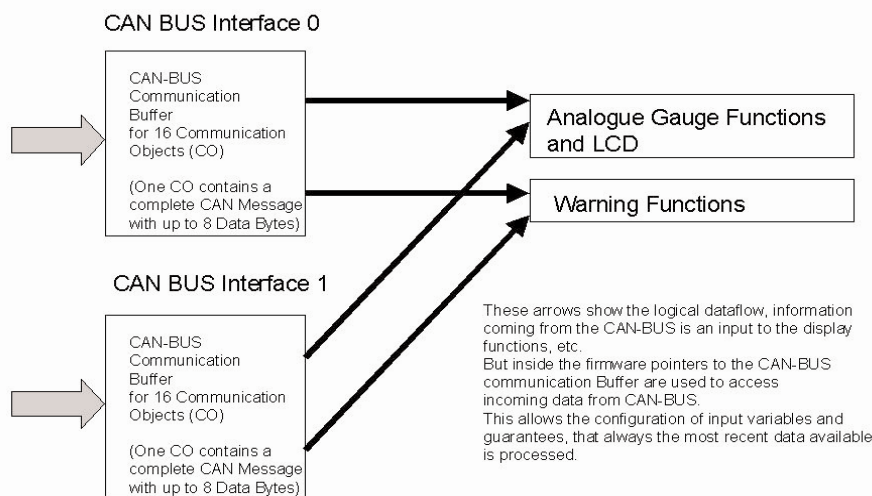 CAN BUS Interface 0
CAN-BUS
Communication
Buffer
for 16 Communication
Objects (CO)
(One CO contains a
complete CAN Message
with up to 8 Data Bytes)
Analogue Gauge Functions
and LCD
Warning Functions
CAN BUS Interface 1
CAN-BUS
Communication
Buffer
for 16 Communication
Objects (CO)
(One CO contains a
complete CAN Message
with up to 8 Data Bytes)
These arrows show the logical dataflow, information
coming from the CAN-BUS is an input to the display
functions, etc.
But inside the firmware pointers to the CAN-BUS
communication Buffer are used to access
incoming data from CAN-BUS.
This allows the configuration of input variables and
guarantees, that always the most recent data available
is processed.